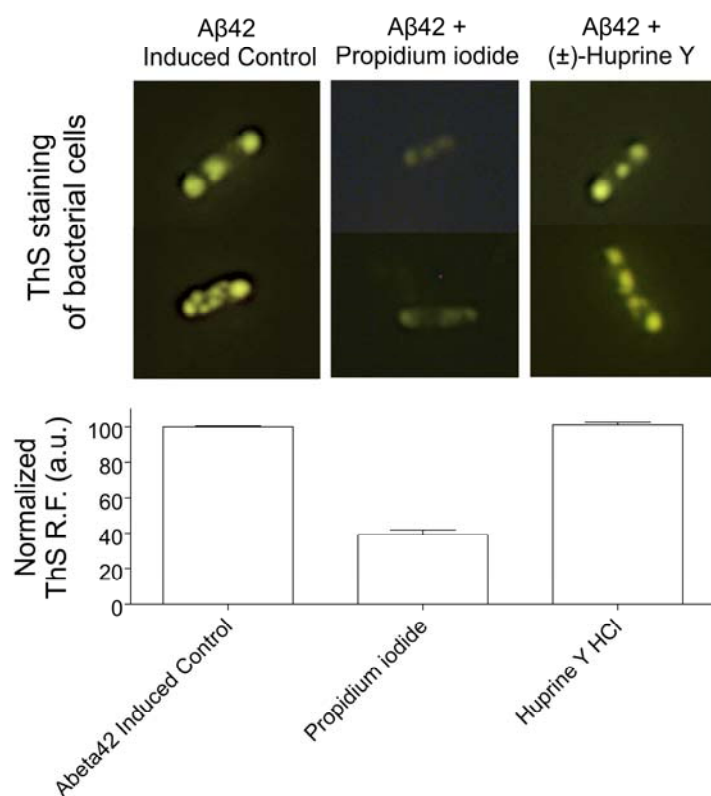 Aβ42
Induced Control
Aβ42 +
Propidium iodide
Aβ42 +
(±)-Huprine Y
ThS staining
of bacterial cells
Normalized
ThS R.F. (a.u.)
100
80
60
40
20
0
Abeta42 Induced Control
Propidium iodide
Huprine Y HCl